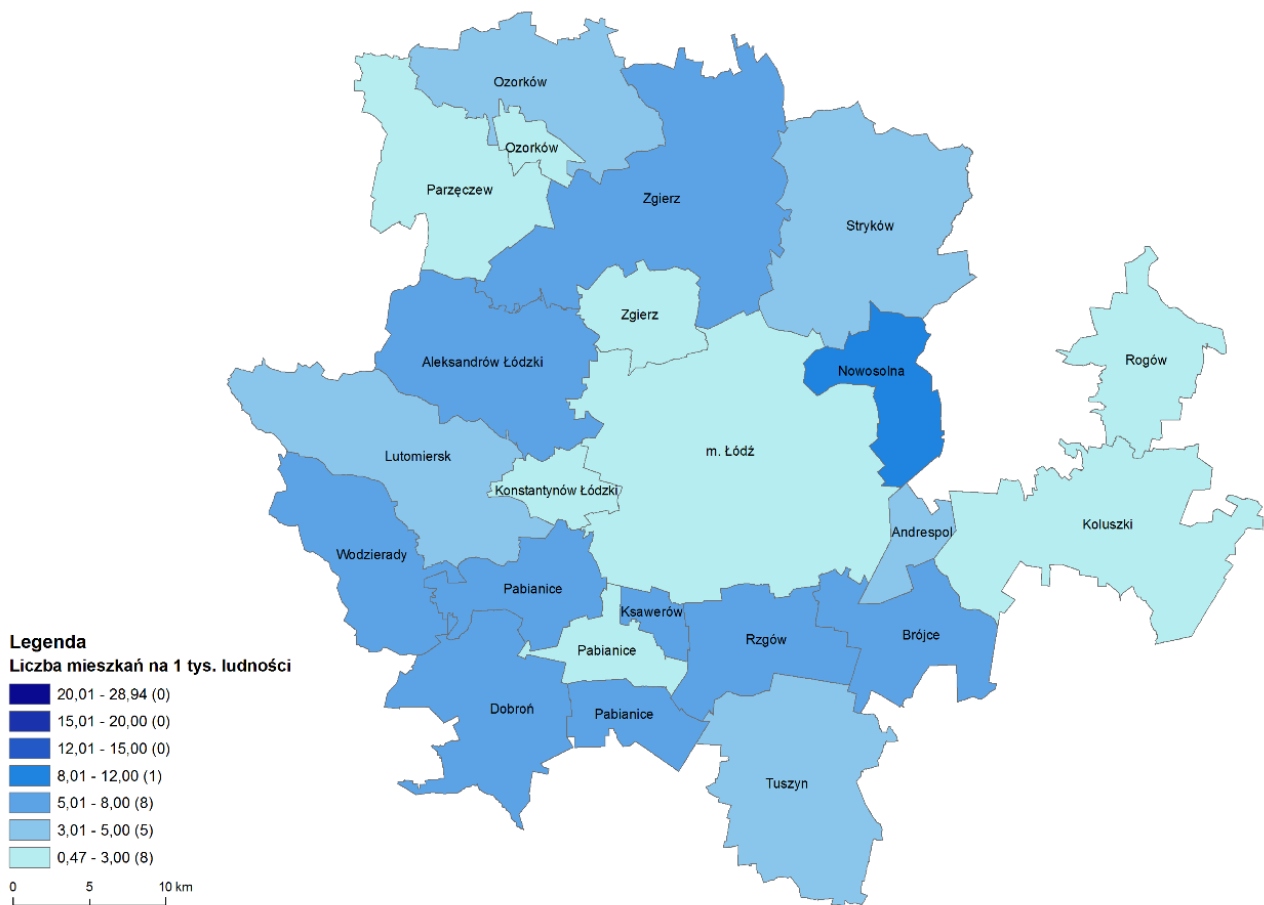 Ozorków
Ozorków
Parzęczew
Zgierz
Stryków
Zgierz
Rogów
Aleksandrów Łódzki
Nowosolna
m. Łódź
Lutomiersk
Konstantynów Łódzki
Koluszki
Andrespol
Wodzierady
Pabianice
Ksawerów
Rzgów
Brójce
Pabianice
Dobroń
Pabianice
Tuszyn
Legenda
Liczba mieszkań na 1 tys. ludności
20,01 - 28,94 (0)
15,01 - 20,00 (0)
12,01 - 15,00 (0)
8,01 - 12,00 (1)
5,01 - 8,00 (8)
3,01 - 5,00 (5)
0,47 - 3,00 (8)
0 5 10 km